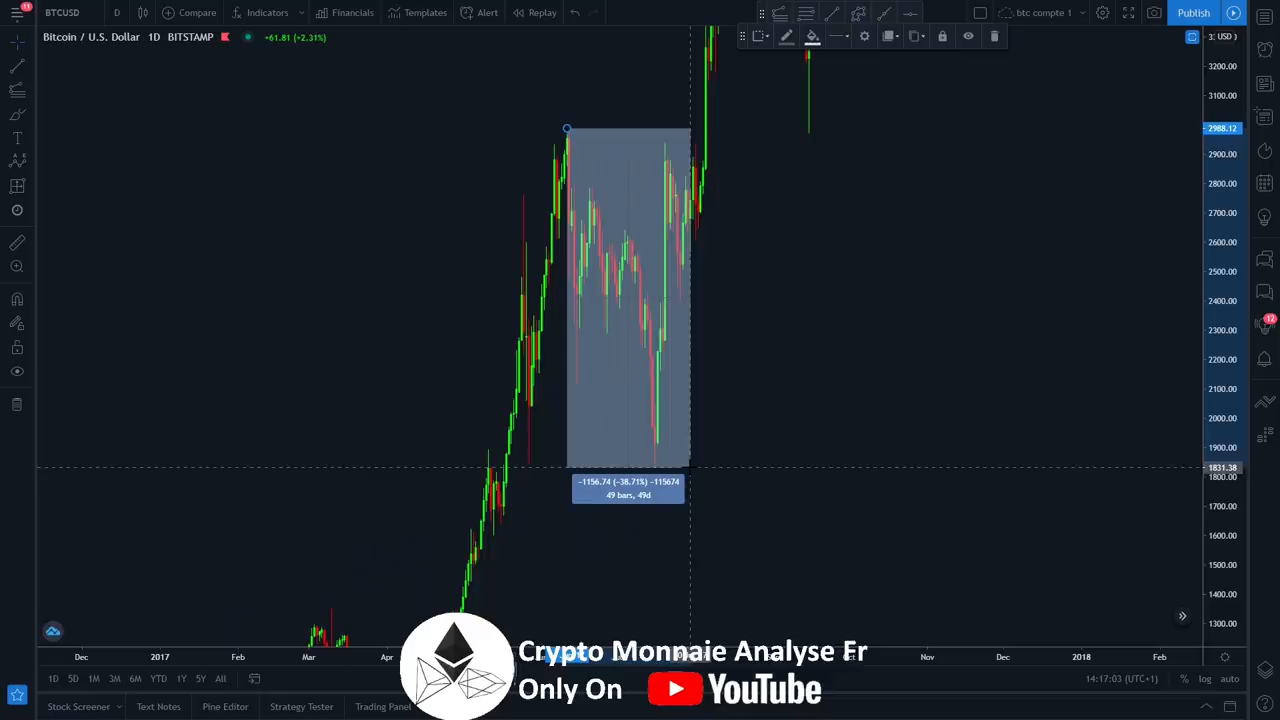 11
BTCUSD D Compare Indicators Financials Templates Alert Replay btc compte 1 Publish
Bitcoin / U.S. Dollar 1D BITSTAMP +61.81 (+2.31%)
USD
3200.00
3100.00
2988.12
2900.00
2800.00
2700.00
2600.00
2500.00
2400.00
2300.00
2200.00
2100.00
2000.00
1900.00
1831.38
1800.00
1700.00
1600.00
1500.00
1400.00
1300.00
12
−1156.74 (−38.71%) −115674
49 bars, 49d
Crypto Monnaie Analyse Fr
Only On YouTube
Dec 2017 Feb Mar Apr Nov Dec 2018 Feb
1D 5D 1M 3M 6M YTD 1Y 5Y All 14:17:03 (UTC+1) % log auto
Stock Screener Text Notes Pine Editor Strategy Tester Trading Panel